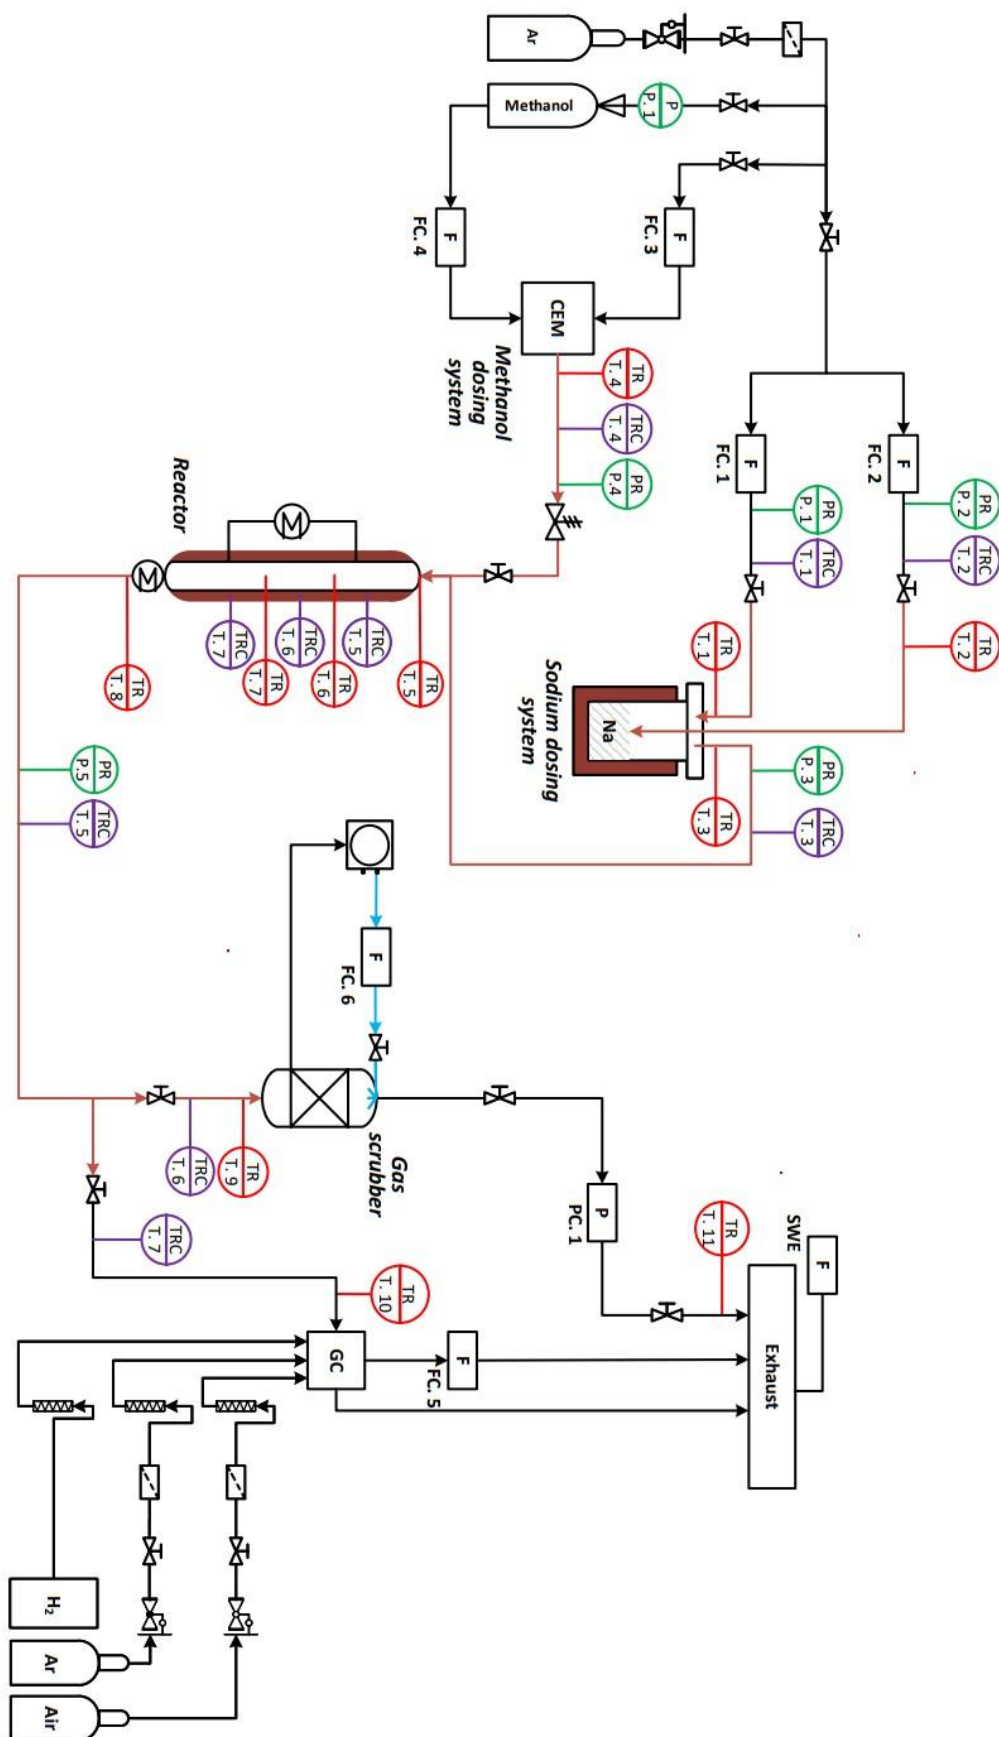 Ar
Methanol
P
P. 1
F
FC. 4
F
FC. 3
CEM
Methanol
dosing
system
TR
T. 4
TRC
T. 4
PR
P.4
F
FC. 1
F
FC. 2
PR
P. 1
TRC
T. 1
PR
P. 2
TRC
T. 2
TR
T. 1
TR
T. 2
Na
Sodium dosing
system
TR
T. 3
PR
P. 3
TRC
T. 3
Reactor
M
M
TRC
T. 7
TRC
T. 6
TRC
T. 5
TR
T. 8
TR
T. 7
TR
T. 6
TR
T. 5
PR
P.5
TRC
T. 5
F
FC. 6
Gas
scrubber
TRC
T. 6
TR
T. 9
TRC
T. 7
TR
T. 10
P
PC. 1
TR
T. 11
SWE
F
Exhaust
GC
F
FC. 5
H₂
Ar
Air